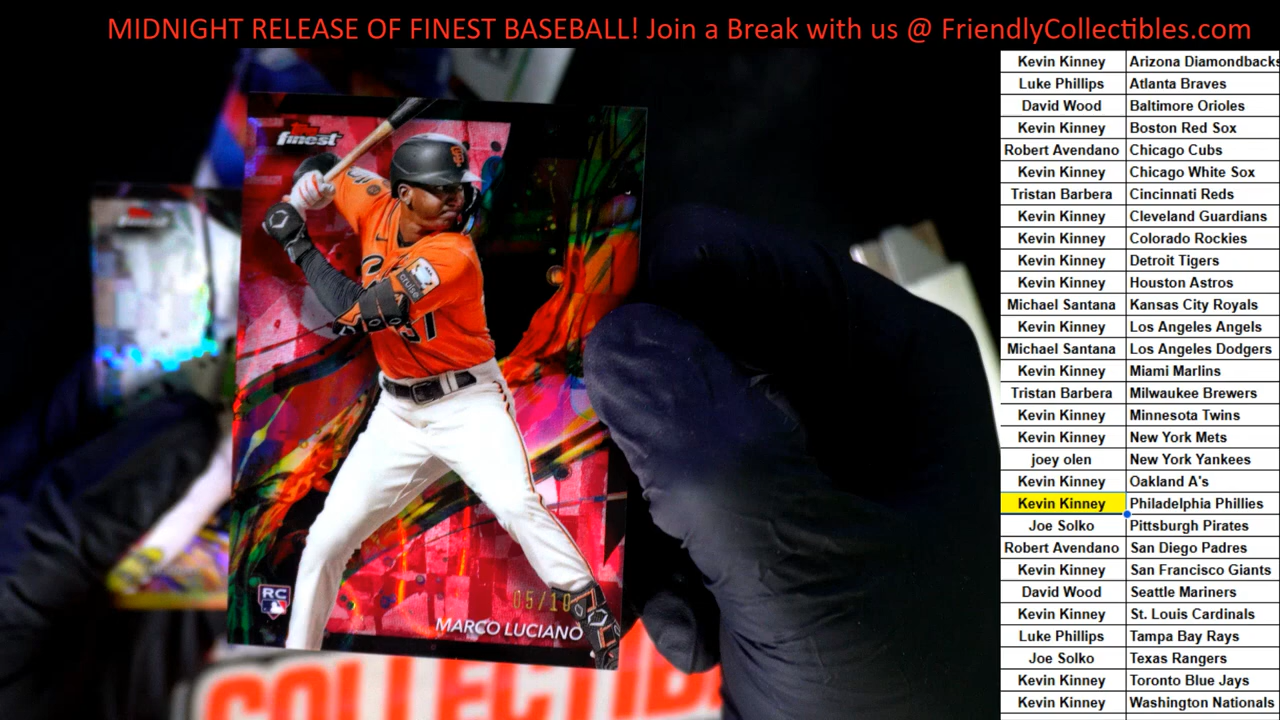 MIDNIGHT RELEASE OF FINEST BASEBALL! Join a Break with us @ FriendlyCollectibles.com
Topps
finest
cruise
RC
05/10
MARCO LUCIANO
COLLECTIB
Kevin Kinney Arizona Diamondbacks
Luke Phillips Atlanta Braves
David Wood Baltimore Orioles
Kevin Kinney Boston Red Sox
Robert Avendano Chicago Cubs
Kevin Kinney Chicago White Sox
Tristan Barbera Cincinnati Reds
Kevin Kinney Cleveland Guardians
Kevin Kinney Colorado Rockies
Kevin Kinney Detroit Tigers
Kevin Kinney Houston Astros
Michael Santana Kansas City Royals
Kevin Kinney Los Angeles Angels
Michael Santana Los Angeles Dodgers
Kevin Kinney Miami Marlins
Tristan Barbera Milwaukee Brewers
Kevin Kinney Minnesota Twins
Kevin Kinney New York Mets
joey olen New York Yankees
Kevin Kinney Oakland A's
Kevin Kinney Philadelphia Phillies
Joe Solko Pittsburgh Pirates
Robert Avendano San Diego Padres
Kevin Kinney San Francisco Giants
David Wood Seattle Mariners
Kevin Kinney St. Louis Cardinals
Luke Phillips Tampa Bay Rays
Joe Solko Texas Rangers
Kevin Kinney Toronto Blue Jays
Kevin Kinney Washington Nationals